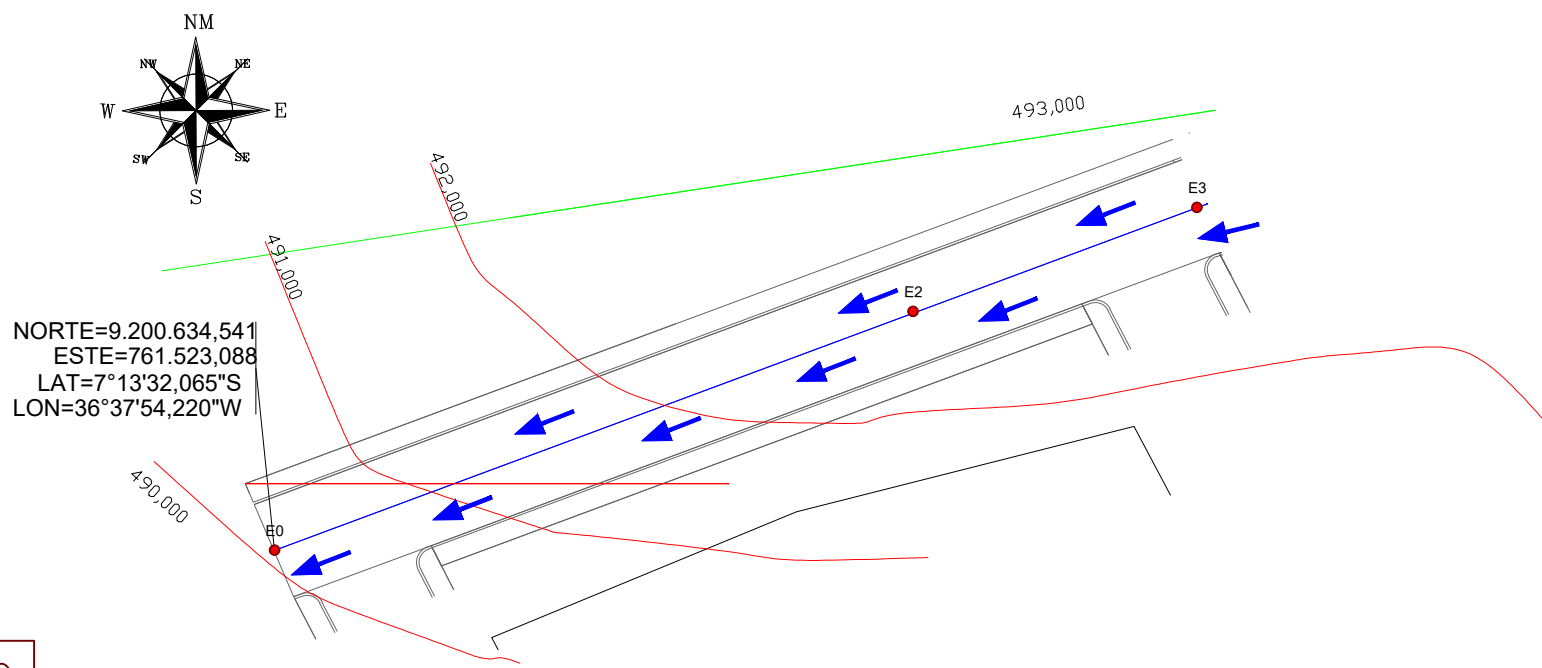 NM
NW
NE
W
E
SW
SE
S
493,000
492,000
491,000
E3
E2
NORTE=9.200.634,541
ESTE=761.523,088
LAT=7°13'32,065"S
LON=36°37'54,220"W
490,000
E0